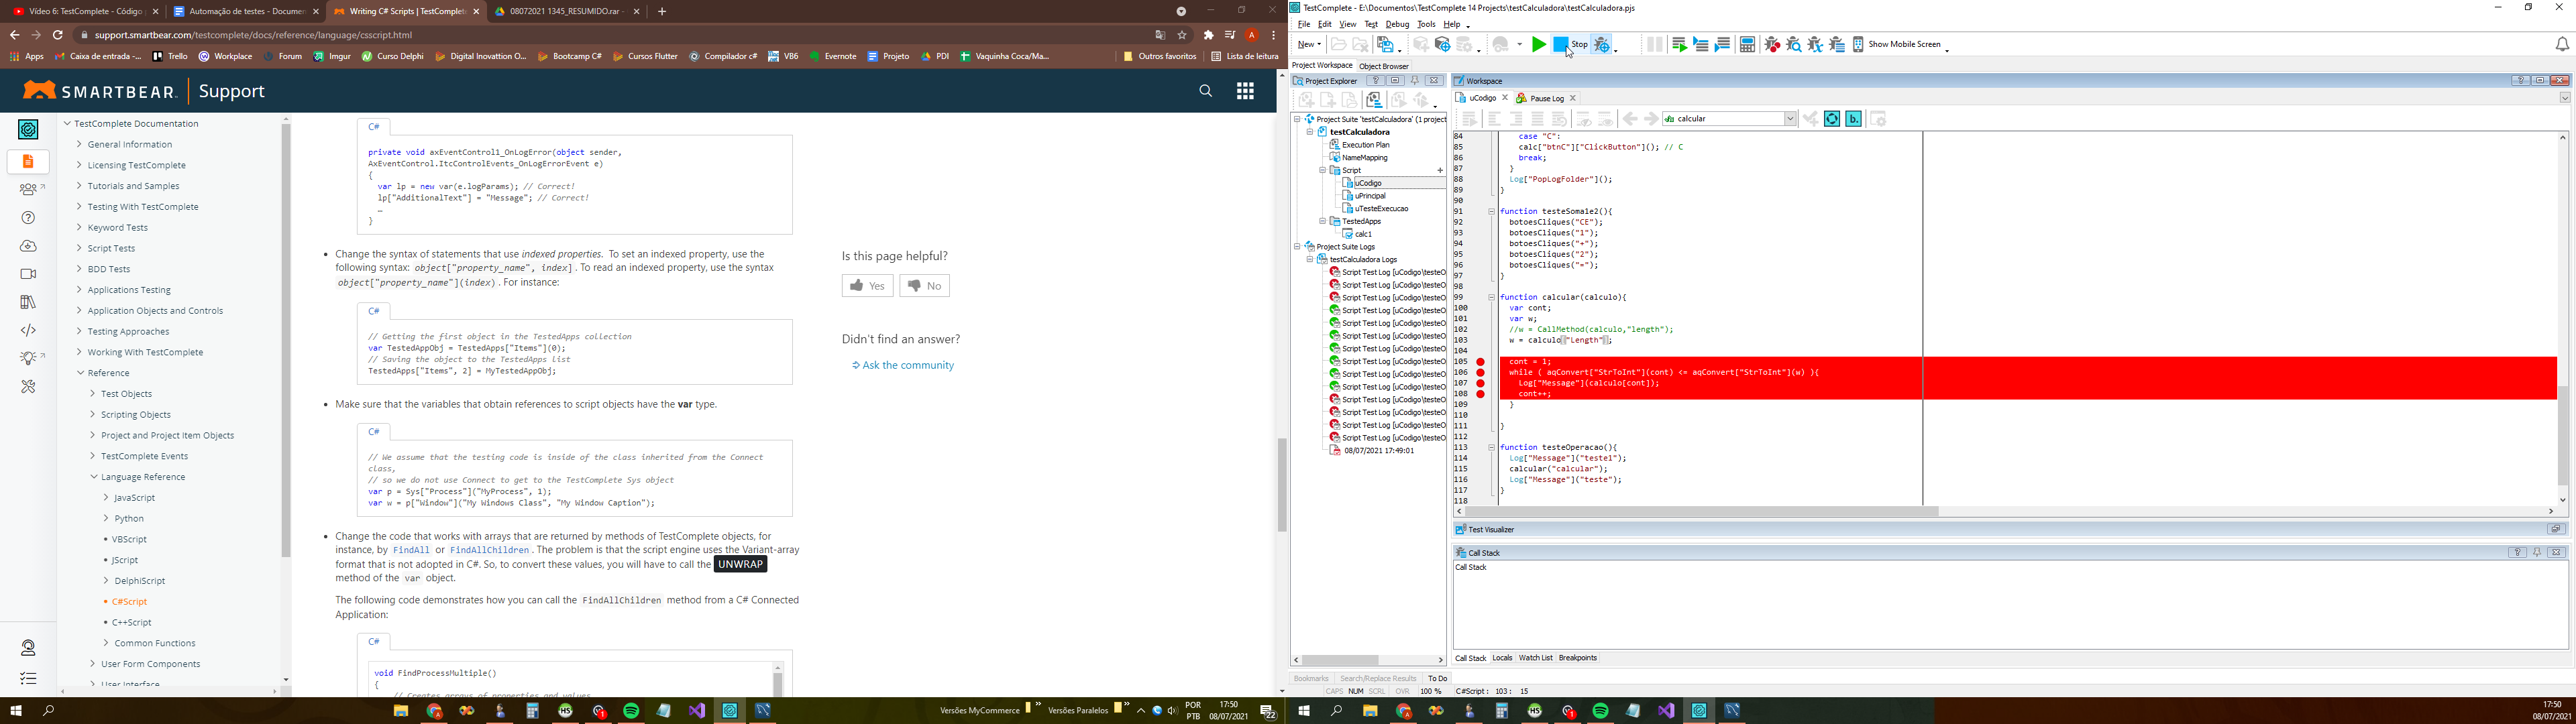 Vídeo 6: TestComplete - Código
Automação de testes - Documen
Writing C# Scripts | TestComplete
08072021 1345_RESUMIDO.rar -
support.smartbear.com/testcomplete/docs/reference/language/csscript.html
Apps
Caixa de entrada -...
Trello
Workplace
Forum
Imgur
Curso Delphi
Digital Inovattion O...
Bootcamp C#
Cursos Flutter
Compilador c#
VB6
Evernote
Projeto
PDI
Vaquinha Coca/Ma...
Outros favoritos
Lista de leitura
SMARTBEAR Support
TestComplete Documentation
General Information
Licensing TestComplete
Tutorials and Samples
Testing With TestComplete
Keyword Tests
Script Tests
BDD Tests
Applications Testing
Application Objects and Controls
Testing Approaches
Working With TestComplete
Reference
Test Objects
Scripting Objects
Project and Project Item Objects
TestComplete Events
Language Reference
JavaScript
Python
VBScript
JScript
DelphiScript
C#Script
C++Script
Common Functions
User Form Components
User Interface
C#
private void axEventControl1_OnLogError(object sender,
AxEventControl.ItcControlEvents_OnLogErrorEvent e)
{
var lp = new var(e.logParams); // Correct!
lp["AdditionalText"] = "Message"; // Correct!
…
}
Change the syntax of statements that use indexed properties. To set an indexed property, use the
following syntax: object["property_name", index]. To read an indexed property, use the syntax
object["property_name"](index). For instance:
C#
// Getting the first object in the TestedApps collection
var TestedAppObj = TestedApps["Items"](0);
// Saving the object to the TestedApps list
TestedApps["Items", 2] = MyTestedAppObj;
Make sure that the variables that obtain references to script objects have the var type.
C#
// We assume that the testing code is inside of the class inherited from the Connect
class,
// so we do not use Connect to get to the TestComplete Sys object
var p = Sys["Process"]("MyProcess", 1);
var w = p["Window"]("My Windows Class", "My Window Caption");
Change the code that works with arrays that are returned by methods of TestComplete objects, for
instance, by FindAll or FindAllChildren. The problem is that the script engine uses the Variant-array
format that is not adopted in C#. So, to convert these values, you will have to call the UNWRAP
method of the var object.
The following code demonstrates how you can call the FindAllChildren method from a C# Connected
Application:
C#
void FindProcessMultiple()
{
// Creates arrays of properties and values
Is this page helpful?
Yes
No
Didn't find an answer?
Ask the community
Versões MyCommerce
Versões Paralelos
POR
PTB
17:50
08/07/2021
22
TestComplete - E:\Documentos\TestComplete 14 Projects\testCalculadora\testCalculadora.pjs
File Edit View Test Debug Tools Help
New
Stop
Show Mobile Screen
Project Workspace
Object Browser
Project Explorer
Project Suite 'testCalculadora' (1 project
testCalculadora
Execution Plan
NameMapping
Script
uCodigo
uPrincipal
uTesteExecucao
TestedApps
calc1
Project Suite Logs
testCalculadora Logs
Script Test Log [uCodigo\testeO
Script Test Log [uCodigo\testeO
Script Test Log [uCodigo\testeO
Script Test Log [uCodigo\testeO
Script Test Log [uCodigo\testeO
Script Test Log [uCodigo\testeO
Script Test Log [uCodigo\testeO
Script Test Log [uCodigo\testeO
Script Test Log [uCodigo\testeO
Script Test Log [uCodigo\testeO
Script Test Log [uCodigo\testeO
Script Test Log [uCodigo\testeO
Script Test Log [uCodigo\testeO
Script Test Log [uCodigo\testeO
08/07/2021 17:49:01
Workspace
uCodigo
Pause Log
calcular
84 case "C":
85 calc["btnC"]["ClickButton"](); // C
86 break;
87 }
88 Log["PopLogFolder"]();
89 }
90
91 function testeSoma1e2(){
92 botoesCliques("CE");
93 botoesCliques("1");
94 botoesCliques("+");
95 botoesCliques("2");
96 botoesCliques("=");
97 }
98
99 function calcular(calculo){
100 var cont;
101 var w;
102 //w = CallMethod(calculo,"length");
103 w = calculo["Length"];
104
105 cont = 1;
106 while ( aqConvert["StrToInt"](cont) <= aqConvert["StrToInt"](w) ){
107 Log["Message"](calculo[cont]);
108 cont++;
109 }
110
111 }
112
113 function testeOperacao(){
114 Log["Message"]("teste1");
115 calcular("calcular");
116 Log["Message"]("teste");
117 }
118
Test Visualizer
Call Stack
Call Stack
Call Stack Locals Watch List Breakpoints
Bookmarks Search/Replace Results To Do
CAPS NUM SCRL OVR 100 % C#Script : 103 : 15
17:50
08/07/2021